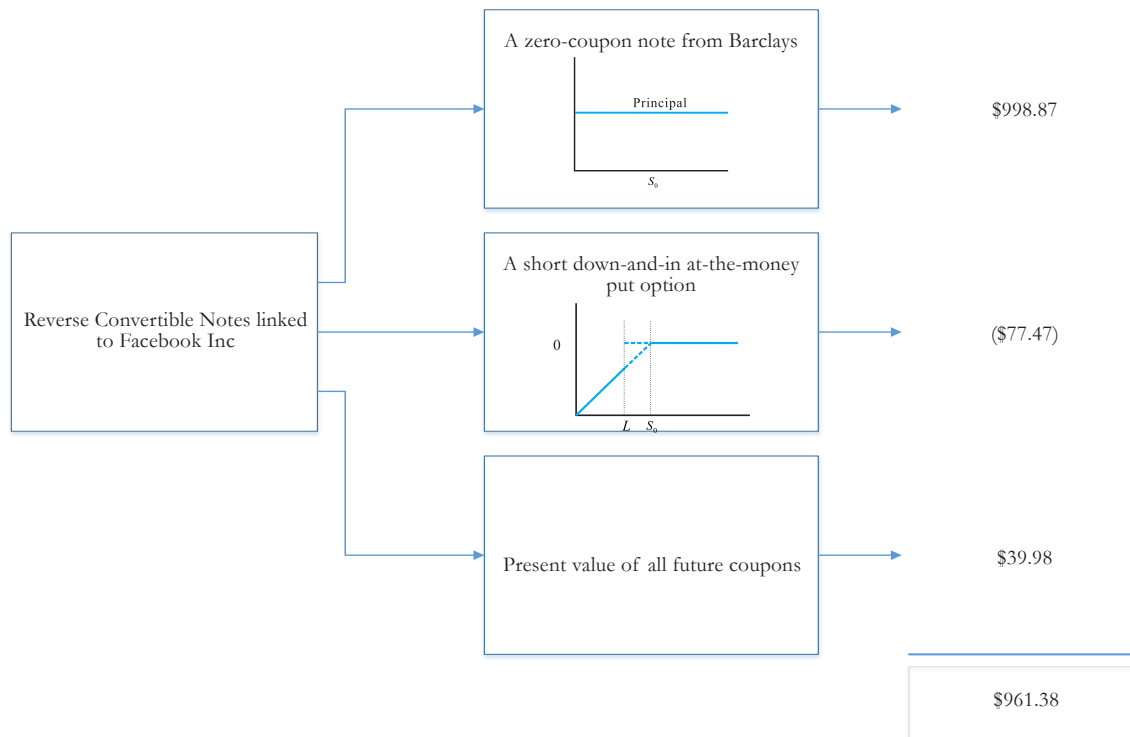 A zero-coupon note from Barclays
Principal
S₀
$998.87
Reverse Convertible Notes linked
to Facebook Inc
A short down-and-in at-the-money
put option
0
L S₀
($77.47)
Present value of all future coupons
$39.98
$961.38